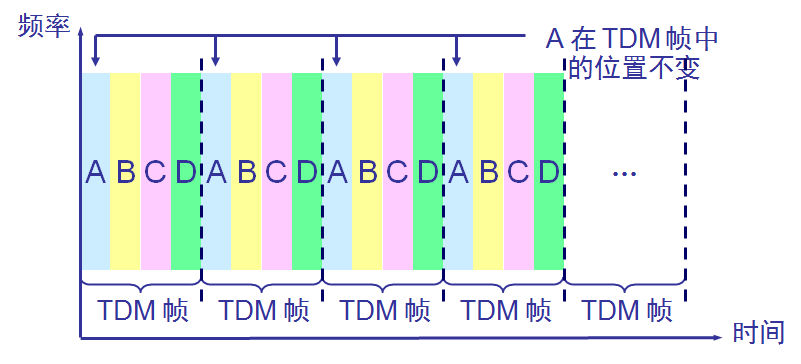 频率
A 在 TDM 帧中
的位置不变
A B C D A B C D A B C D A B C D ...
TDM 帧 TDM 帧 TDM 帧 TDM 帧 TDM 帧
时间